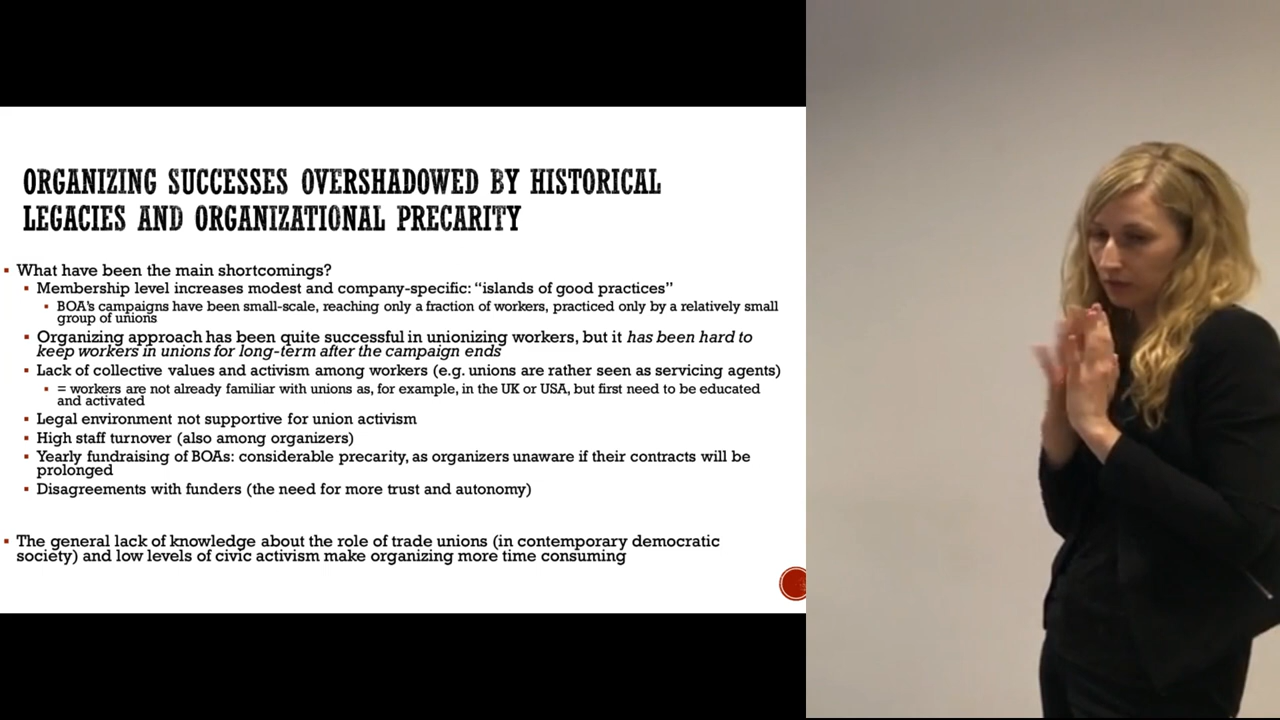 ORGANIZING SUCCESSES OVERSHADOWED BY HISTORICAL
LEGACIES AND ORGANIZATIONAL PRECARITY
▪ What have been the main shortcomings?
▪ Membership level increases modest and company-specific: “islands of good practices”
▪ BOA’s campaigns have been small-scale, reaching only a fraction of workers, practiced only by a relatively small
group of unions
▪ Organizing approach has been quite successful in unionizing workers, but it has been hard to
keep workers in unions for long-term after the campaign ends
▪ Lack of collective values and activism among workers (e.g. unions are rather seen as servicing agents)
▪ = workers are not already familiar with unions as, for example, in the UK or USA, but first need to be educated
and activated
▪ Legal environment not supportive for union activism
▪ High staff turnover (also among organizers)
▪ Yearly fundraising of BOAs: considerable precarity, as organizers unaware if their contracts will be
prolonged
▪ Disagreements with funders (the need for more trust and autonomy)
▪ The general lack of knowledge about the role of trade unions (in contemporary democratic
society) and low levels of civic activism make organizing more time consuming